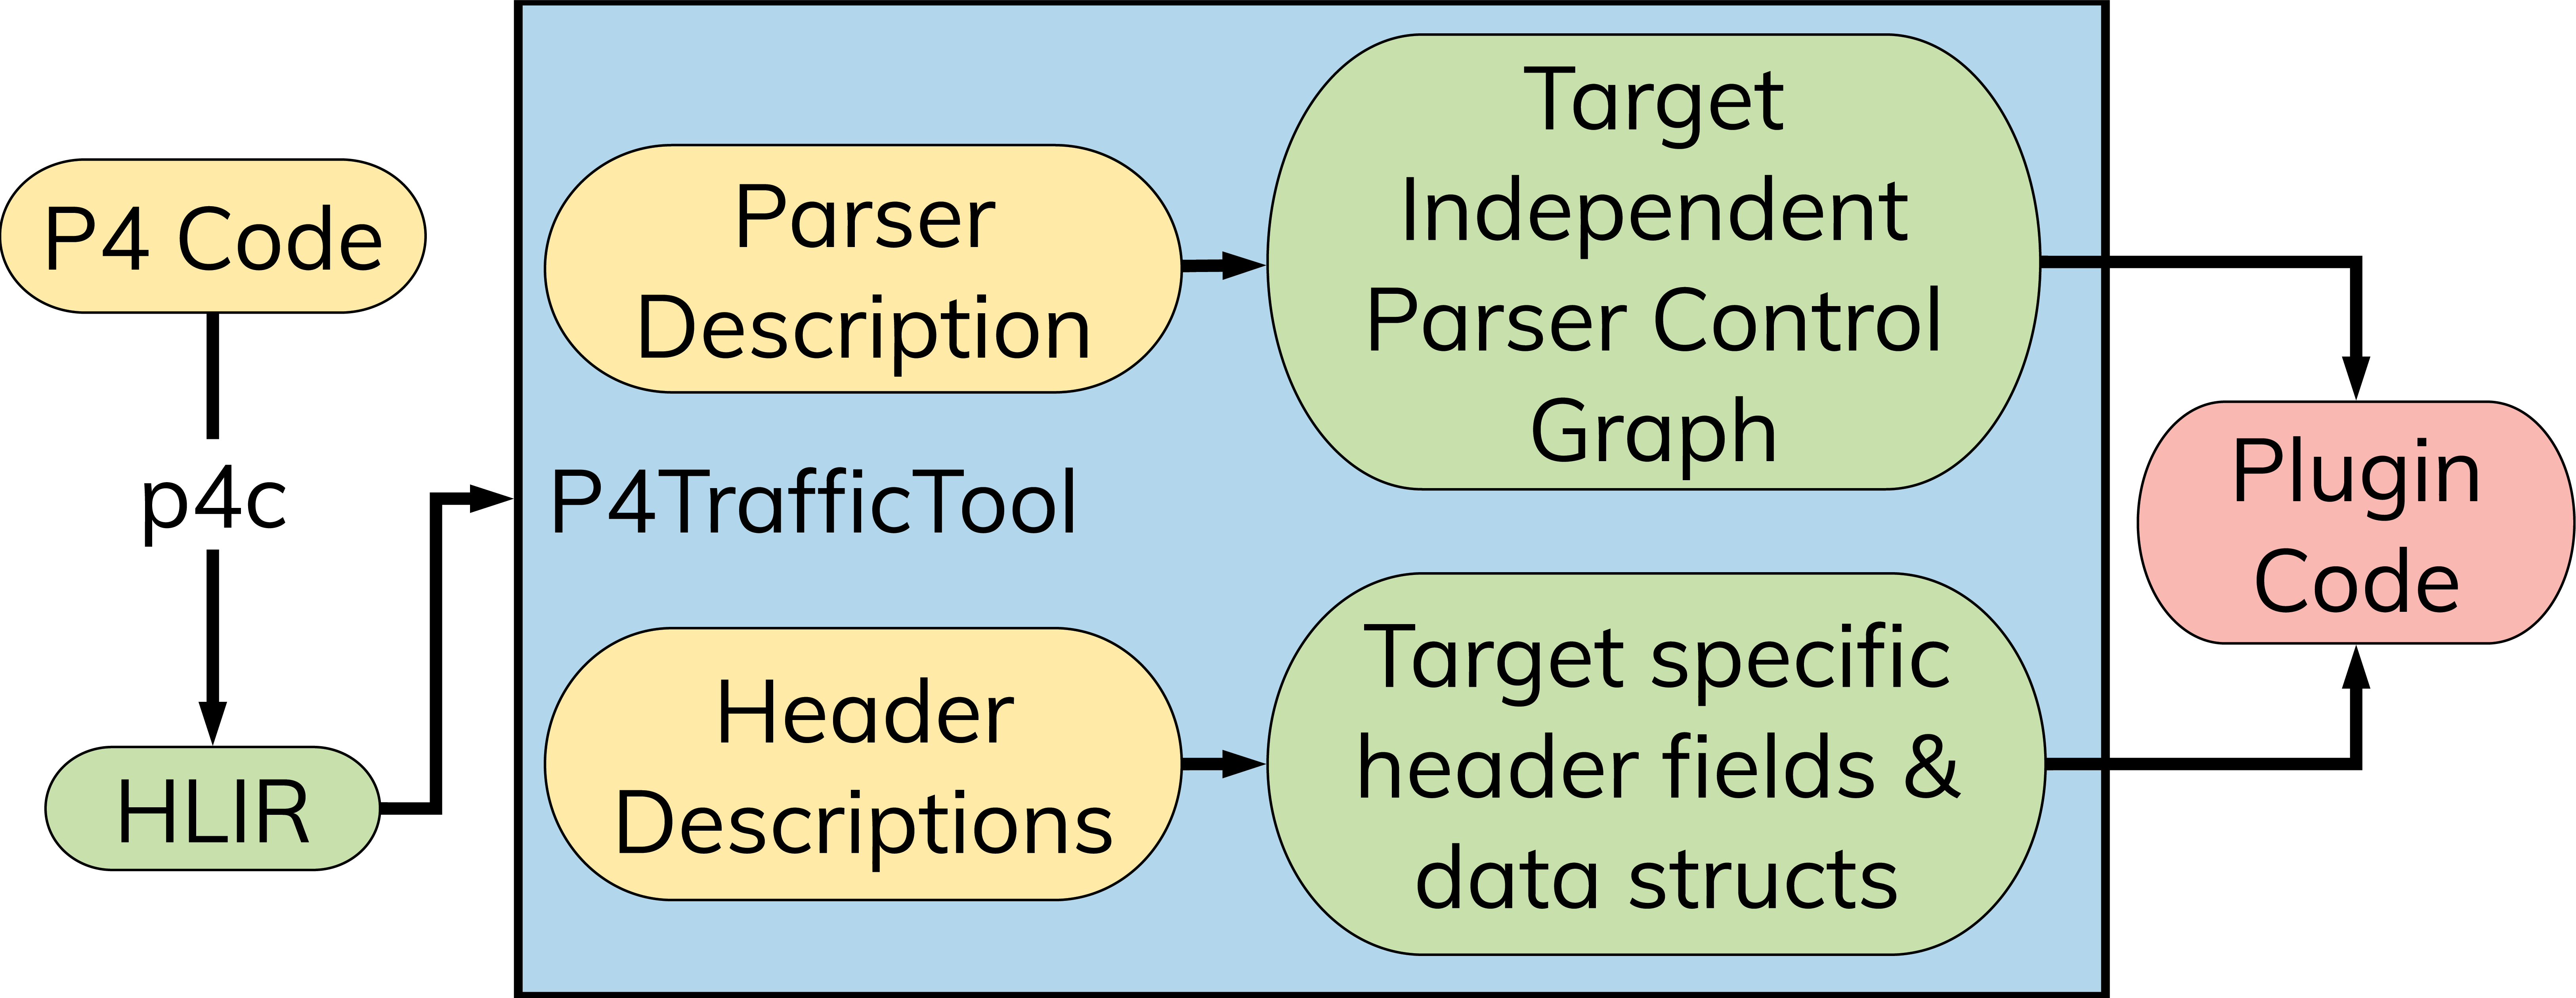 P4 Code
p4c
HLIR
P4TrafficTool
Parser
Description
Target
Independent
Parser Control
Graph
Header
Descriptions
Target specific
header fields &
data structs
Plugin
Code